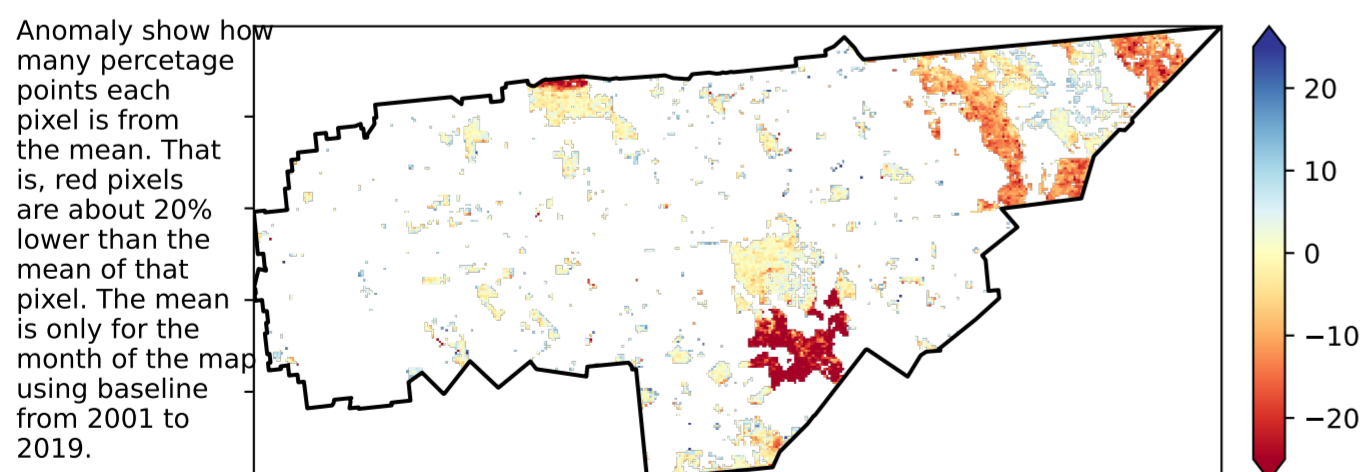 Anomaly show how
many percetage
points each
pixel is from
the mean. That
is, red pixels
are about 20%
lower than the
mean of that
pixel. The mean
is only for the
month of the map
using baseline
from 2001 to
2019.
20
10
0
−10
−20